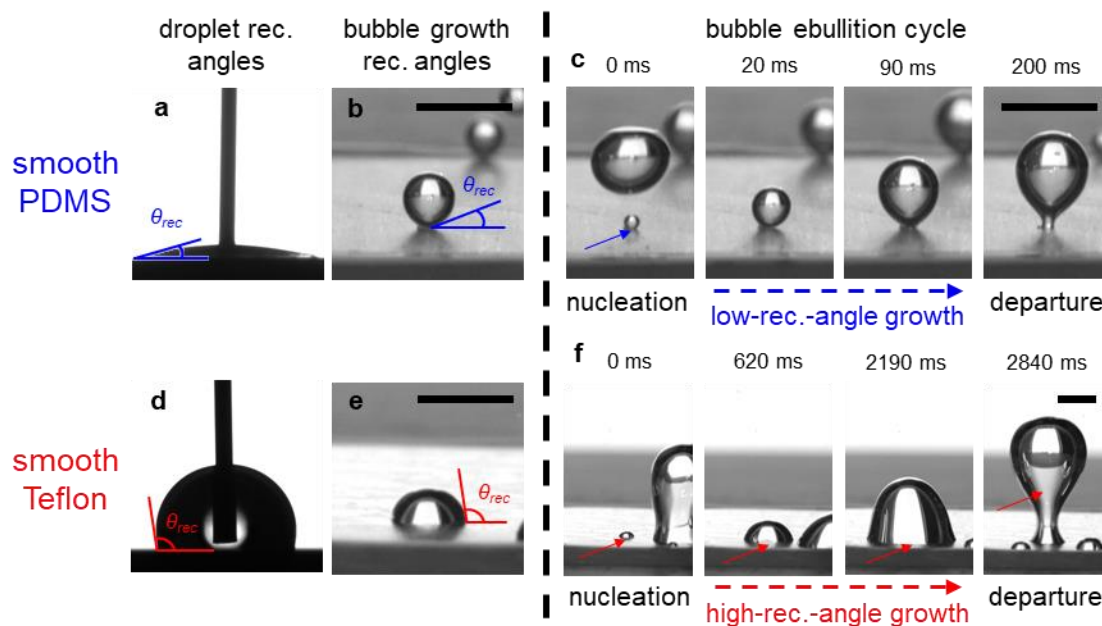 droplet rec.
angles
bubble growth
rec. angles
bubble ebullition cycle
smooth
PDMS
a
θrec
b
θrec
c
0 ms
20 ms
90 ms
200 ms
nucleation
low-rec.-angle growth
departure
smooth
Teflon
d
θrec
e
θrec
f
0 ms
620 ms
2190 ms
2840 ms
nucleation
high-rec.-angle growth
departure